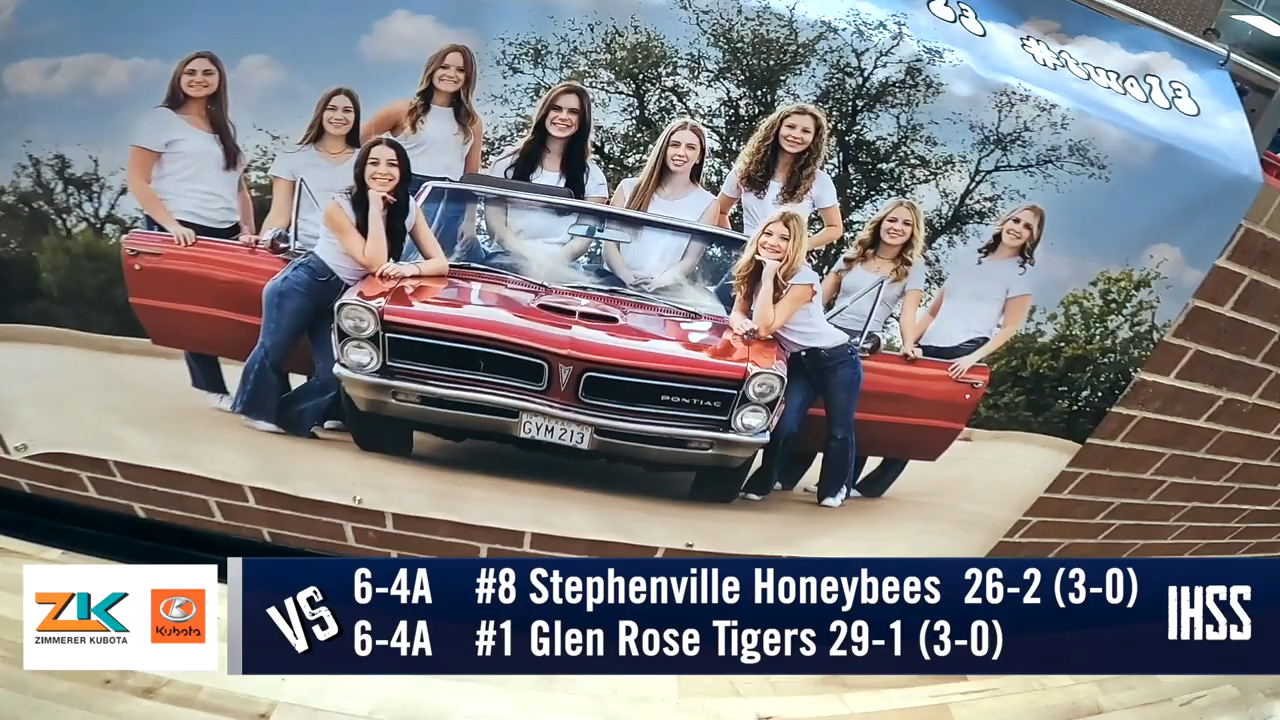 23 #two13
PONTIAC
GYM 213
VS
6-4A #8 Stephenville Honeybees 26-2 (3-0)
6-4A #1 Glen Rose Tigers 29-1 (3-0)
IHSS
ZK
ZIMMERER KUBOTA
Kubota